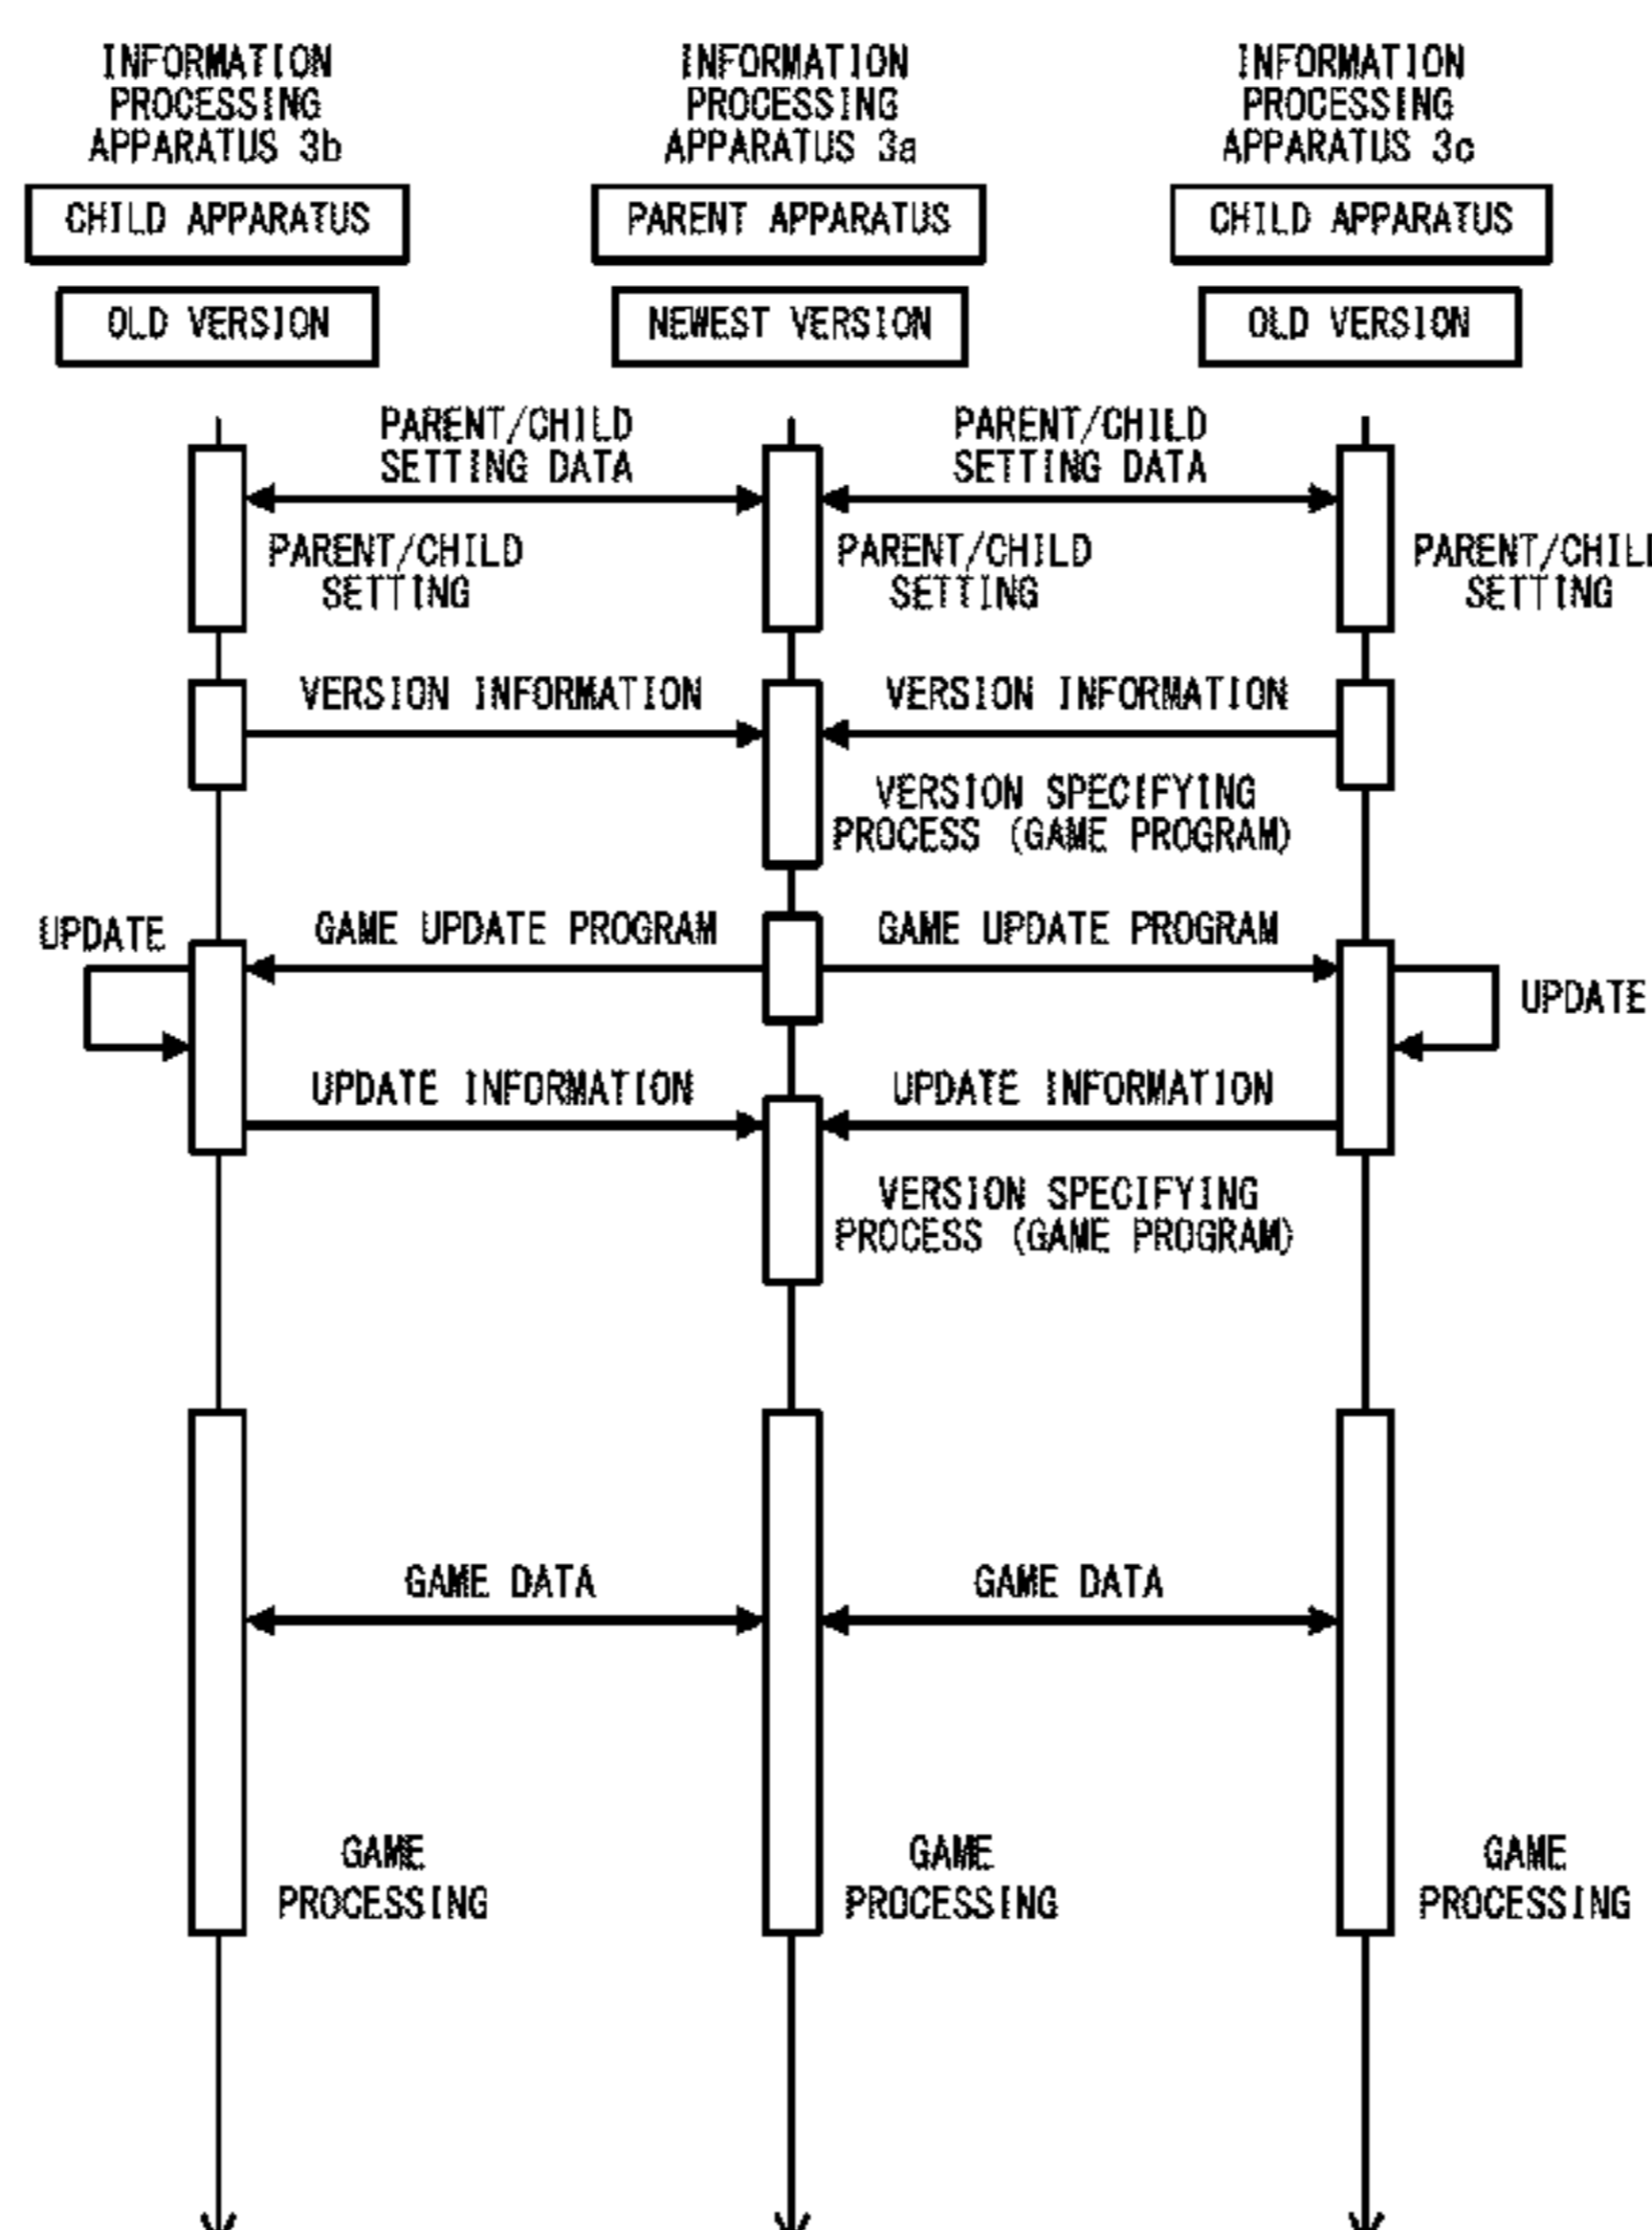 INFORMATION
PROCESSING
APPARATUS 3b
INFORMATION
PROCESSING
APPARATUS 3a
INFORMATION
PROCESSING
APPARATUS 3c
CHILD APPARATUS
PARENT APPARATUS
CHILD APPARATUS
OLD VERSION
NEWEST VERSION
OLD VERSION
PARENT/CHILD
SETTING DATA
PARENT/CHILD
SETTING DATA
PARENT/CHILD
SETTING
PARENT/CHILD
SETTING
PARENT/CHILD
SETTING
VERSION INFORMATION
VERSION INFORMATION
VERSION SPECIFYING
PROCESS (GAME PROGRAM)
UPDATE
GAME UPDATE PROGRAM
GAME UPDATE PROGRAM
UPDATE
UPDATE INFORMATION
UPDATE INFORMATION
VERSION SPECIFYING
PROCESS (GAME PROGRAM)
GAME DATA
GAME DATA
GAME
PROCESSING
GAME
PROCESSING
GAME
PROCESSING